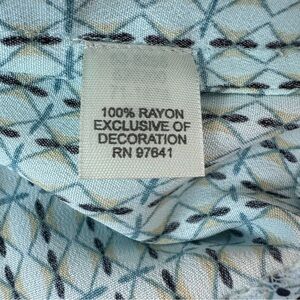 100% RAYON
EXCLUSIVE OF
DECORATION
RN 97641